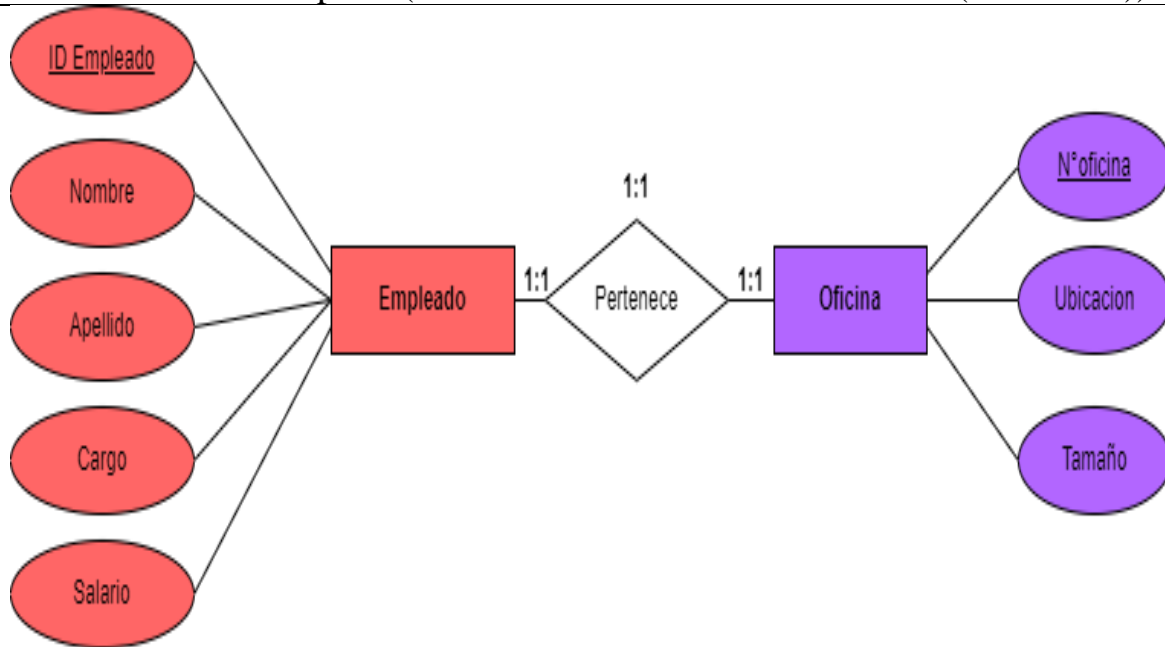 ID Empleado
Nombre
Apellido
Cargo
Salario
Empleado
1:1
1:1
Pertenece
1:1
Oficina
N°oficina
Ubicacion
Tamaño